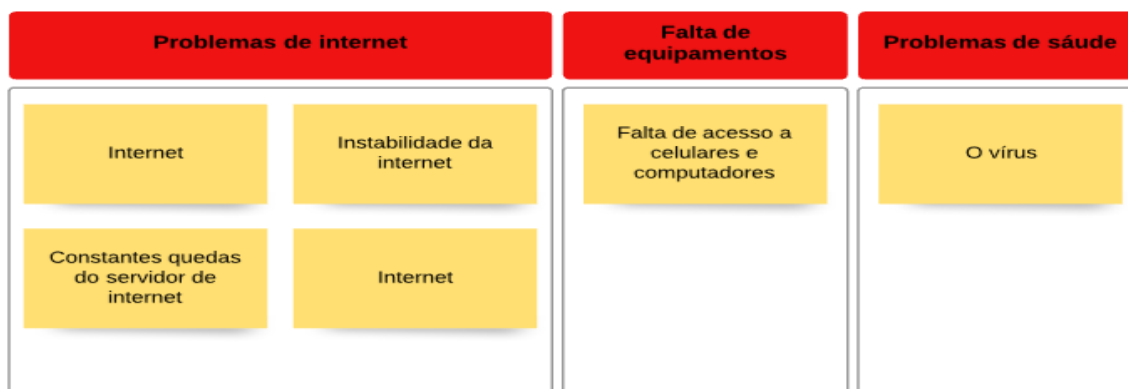 Problemas de internet
Falta de
equipamentos
Problemas de sáude
Internet
Instabilidade da
internet
Constantes quedas
do servidor de
internet
Internet
Falta de acesso a
celulares e
computadores
O vírus